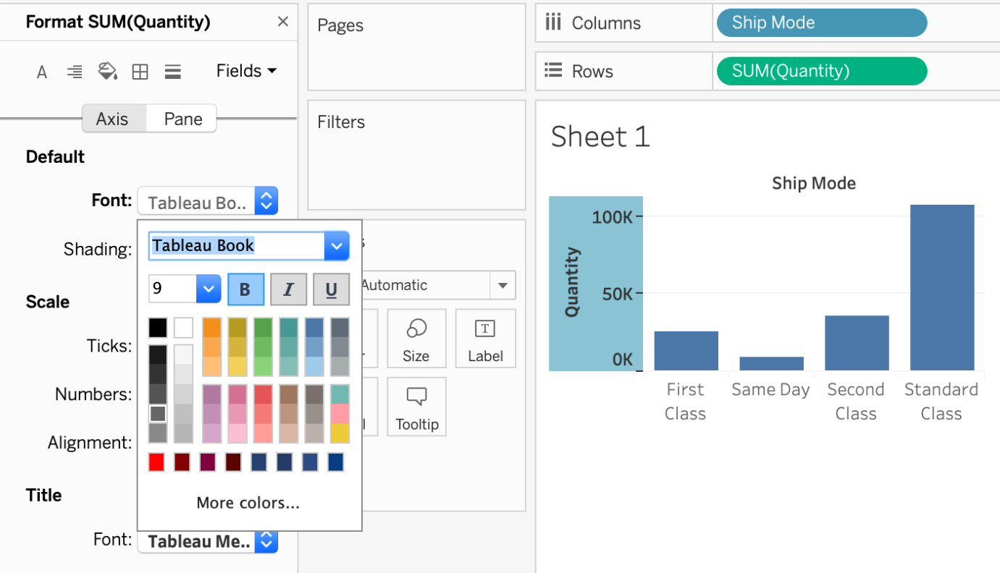 Format SUM(Quantity)
A
Fields
Axis
Pane
Default
Font:
Tableau Bo..
Shading:
Tableau Book
9
B
I
U
Scale
Ticks:
Numbers:
Alignment:
More colors...
Title
Font:
Tableau Me..
Pages
Filters
s
Automatic
Size
T
Label
l
Tooltip
Columns
Ship Mode
Rows
SUM(Quantity)
Sheet 1
Ship Mode
Quantity
100K
50K
0K
First
Class
Same Day
Second
Class
Standard
Class